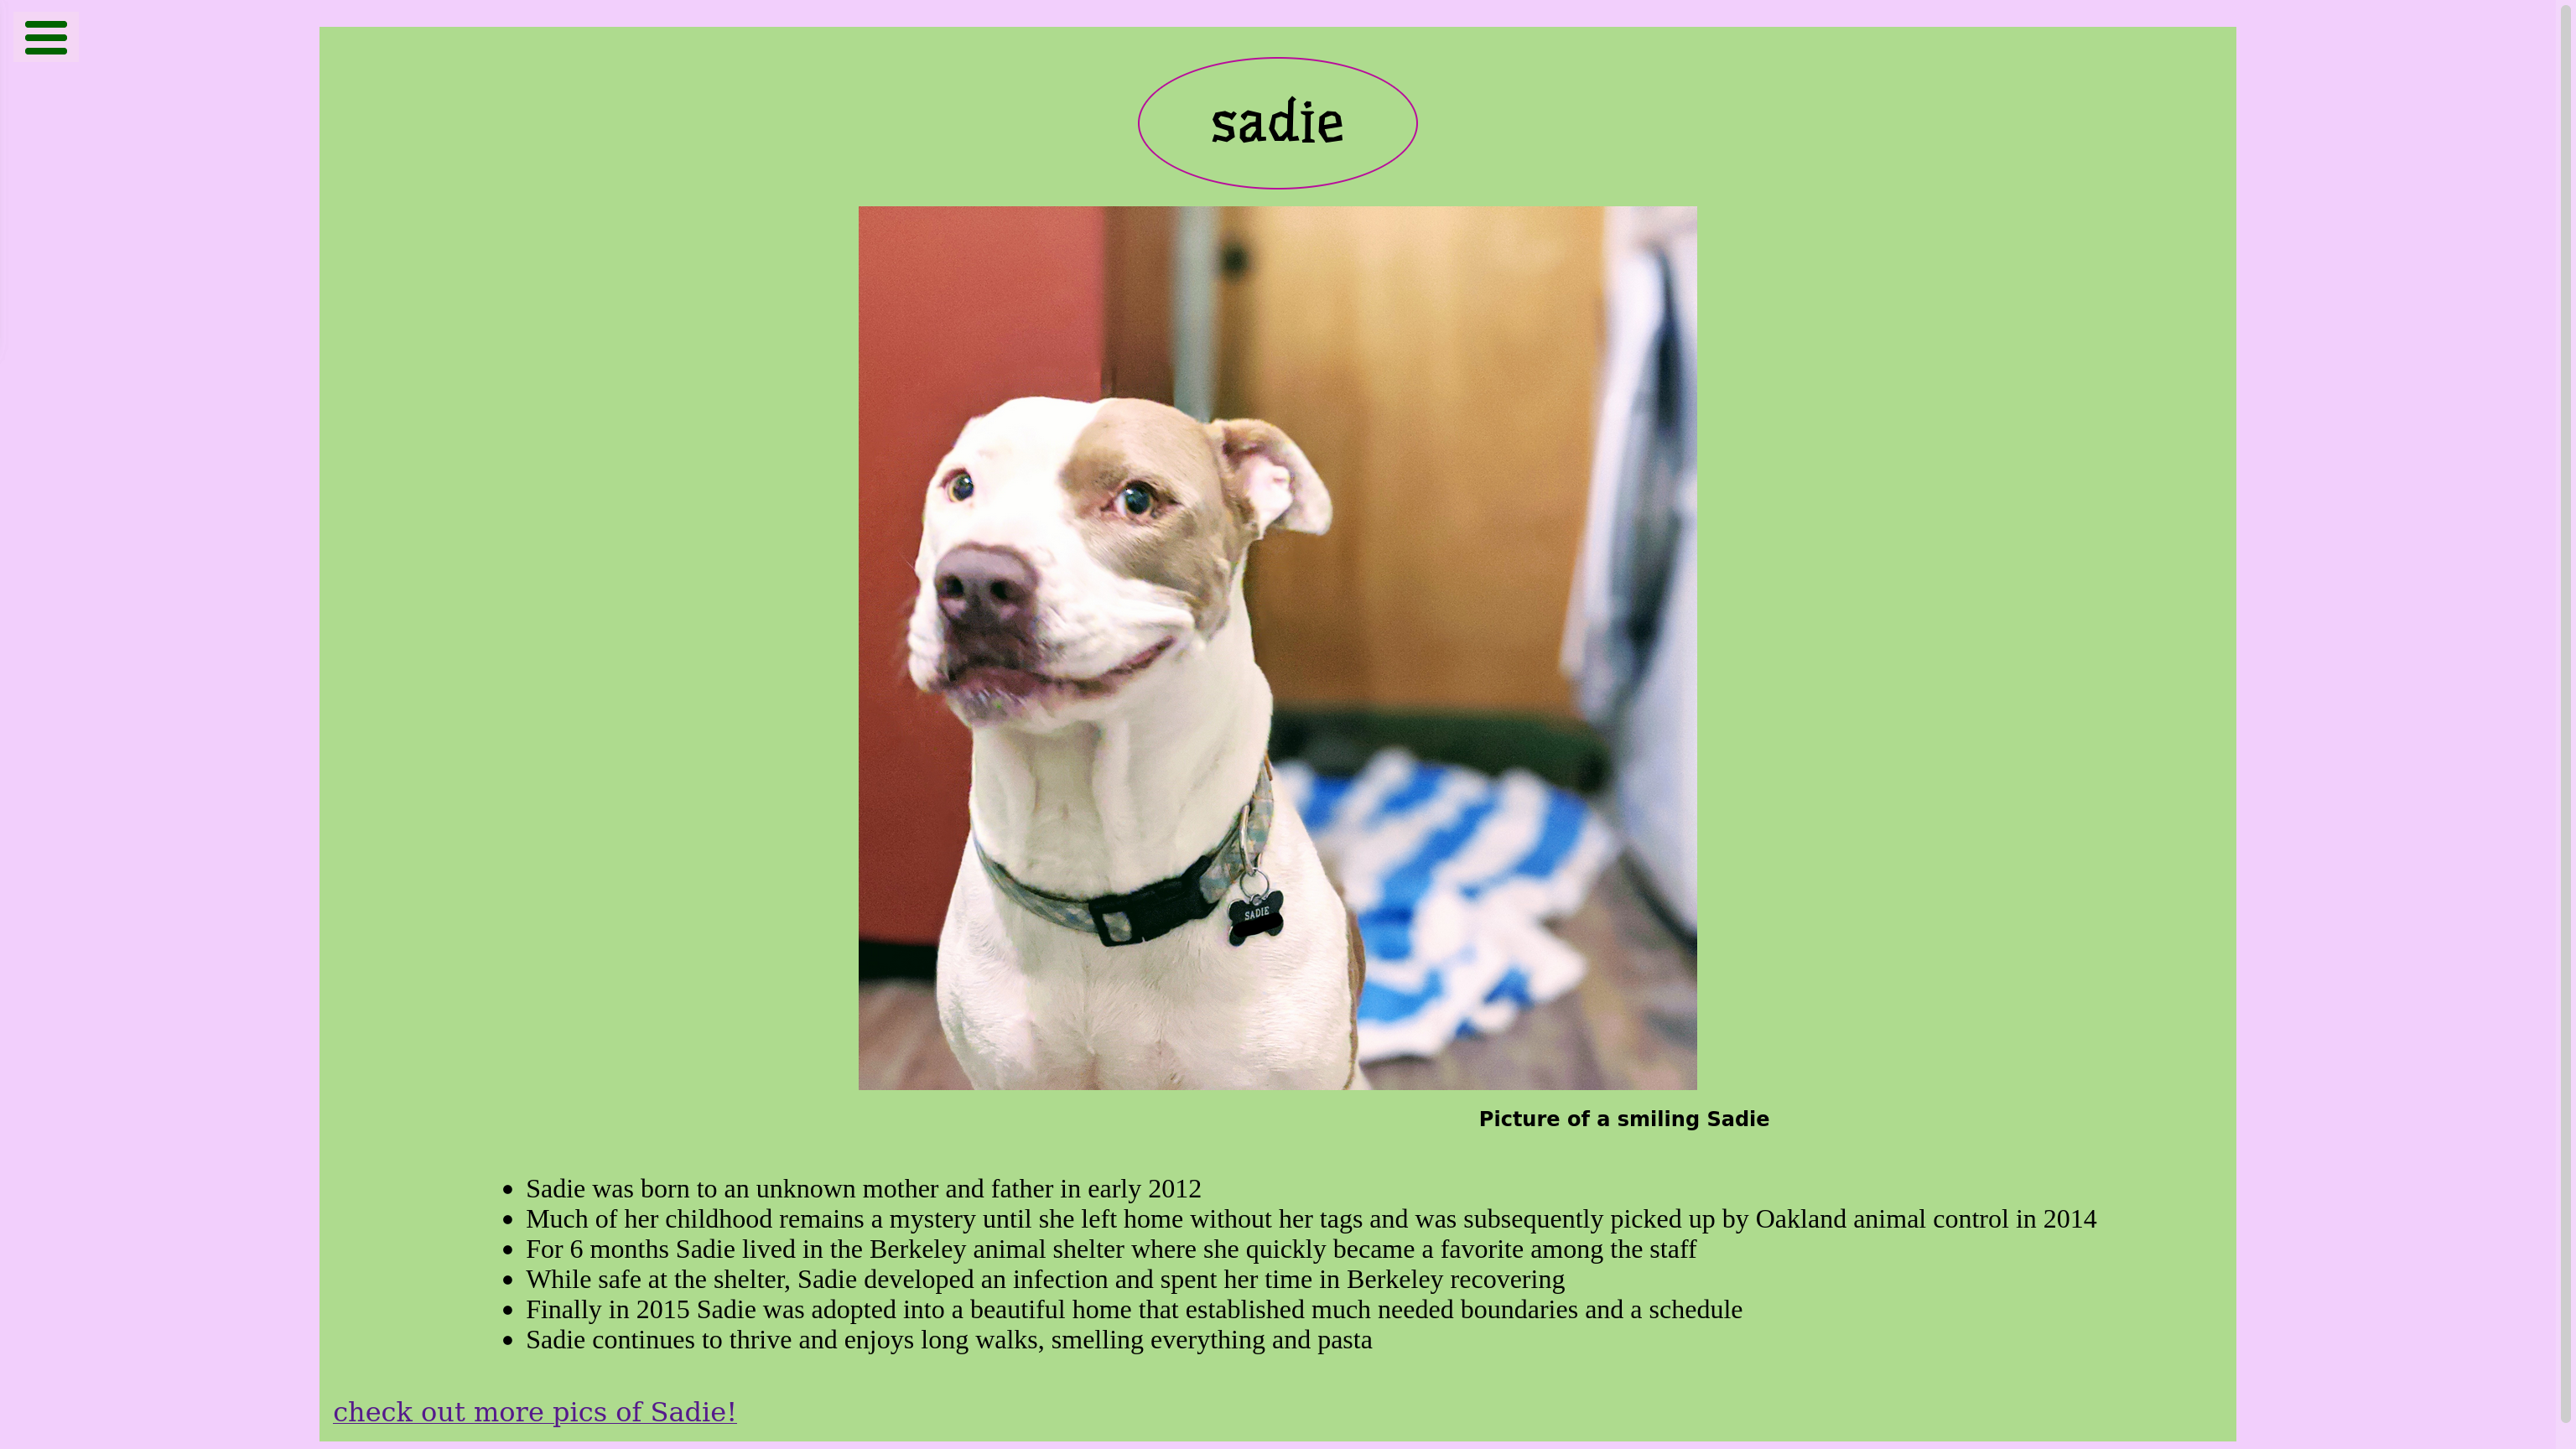 sadie
SADIE
Picture of a smiling Sadie
Sadie was born to an unknown mother and father in early 2012
Much of her childhood remains a mystery until she left home without her tags and was subsequently picked up by Oakland animal control in 2014
For 6 months Sadie lived in the Berkeley animal shelter where she quickly became a favorite among the staff
While safe at the shelter, Sadie developed an infection and spent her time in Berkeley recovering
Finally in 2015 Sadie was adopted into a beautiful home that established much needed boundaries and a schedule
Sadie continues to thrive and enjoys long walks, smelling everything and pasta
check out more pics of Sadie!